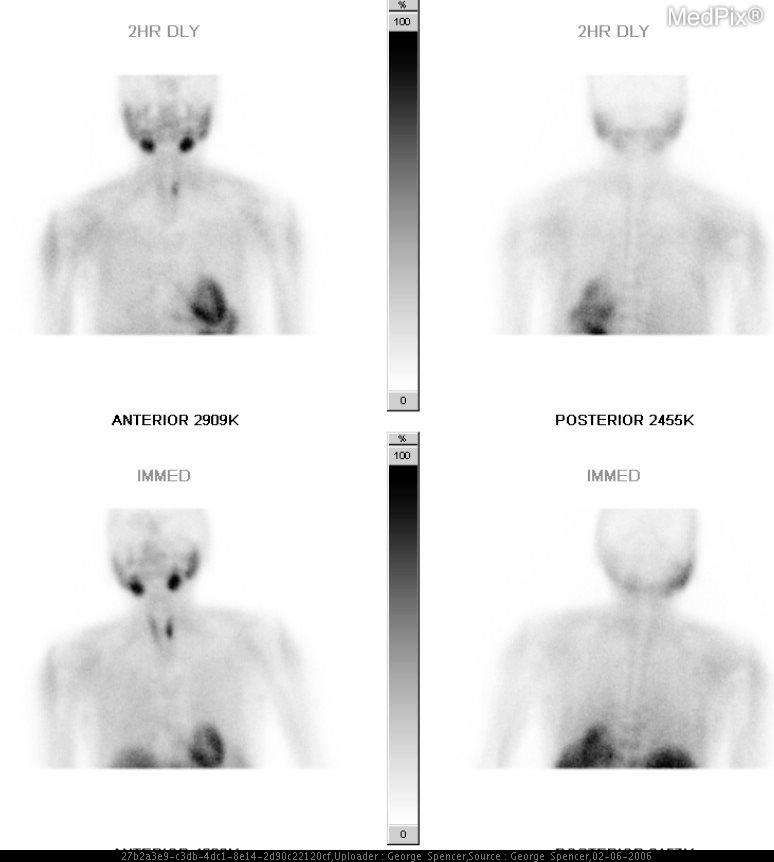 %
100
2HR DLY
2HR DLY
MedPix®
0
ANTERIOR 2909K
POSTERIOR 2455K
%
100
IMMED
IMMED
0
27b2a3e9-c3db-4dc1-8e14-2d90c22120cf,Uploader : George Spencer,Source : George Spencer,02-06-2006